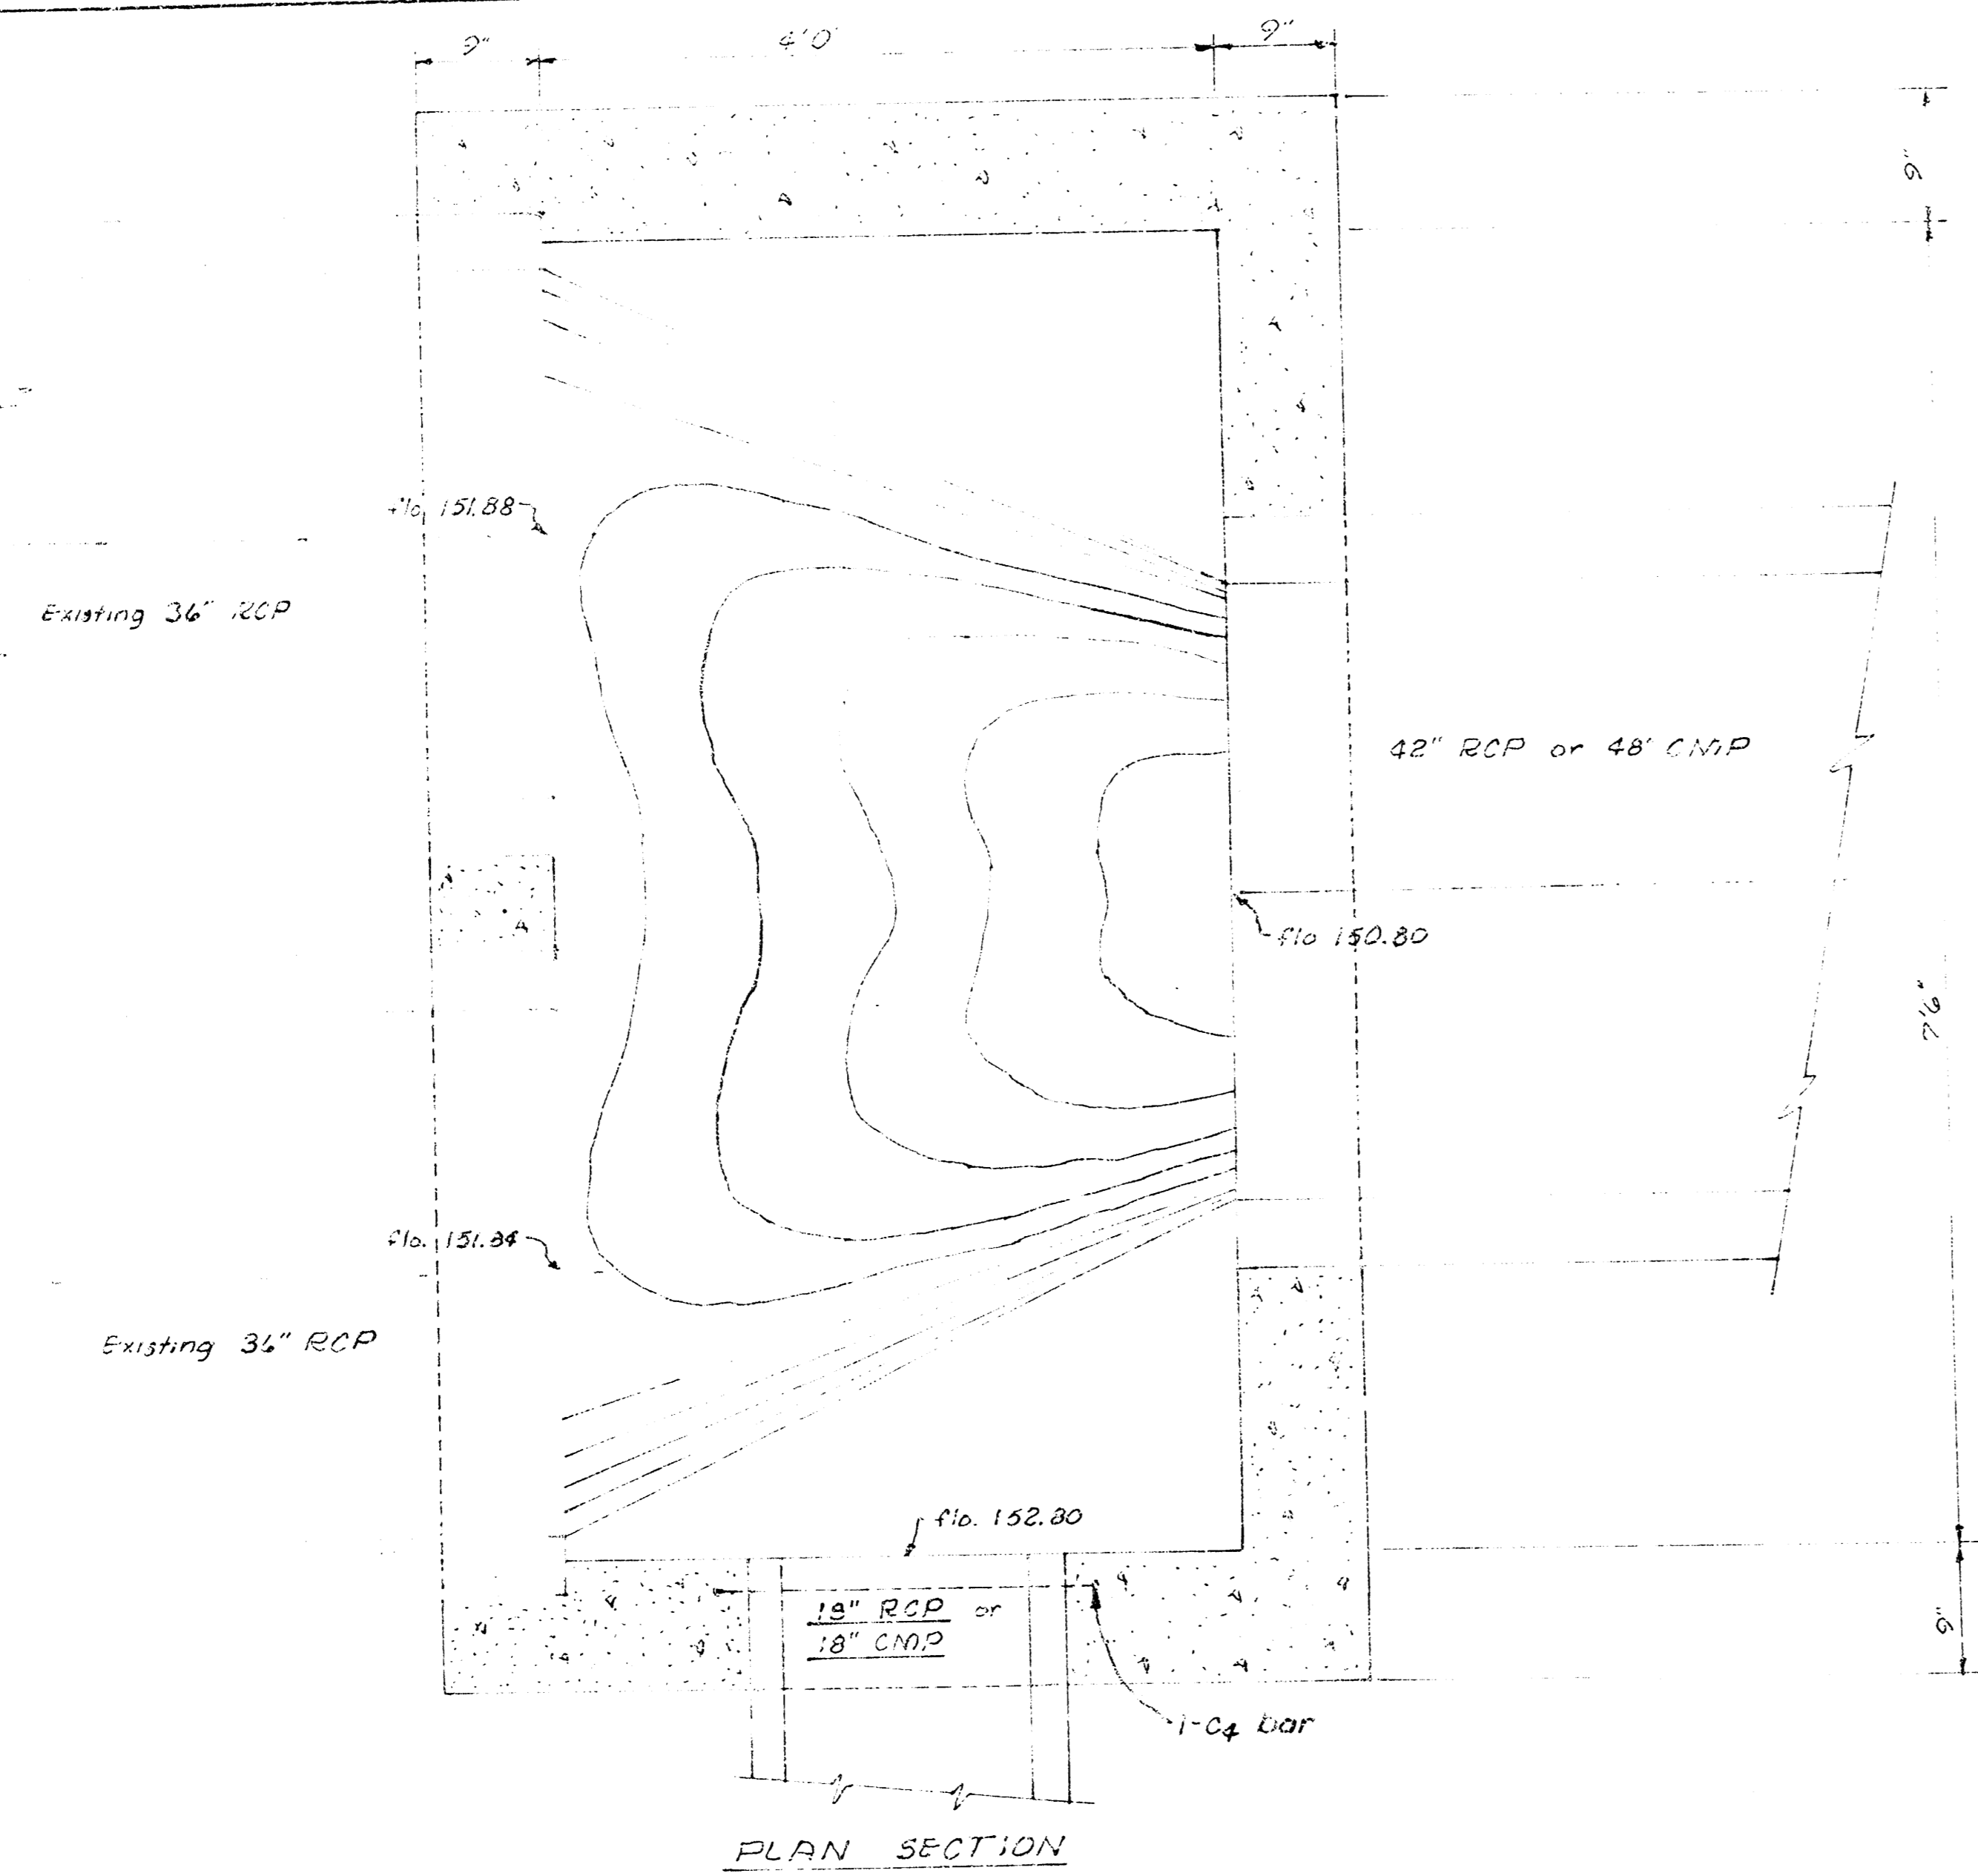 9"
4'0"
9"
9"
flo. 151.88
Existing 36" RCP
42" RCP or 48" CMP
flo 150.80
7'9"
flo. 151.84
Existing 36" RCP
flo. 152.80
18" RCP or
18" CMP
9"
1-C4 bar
PLAN SECTION